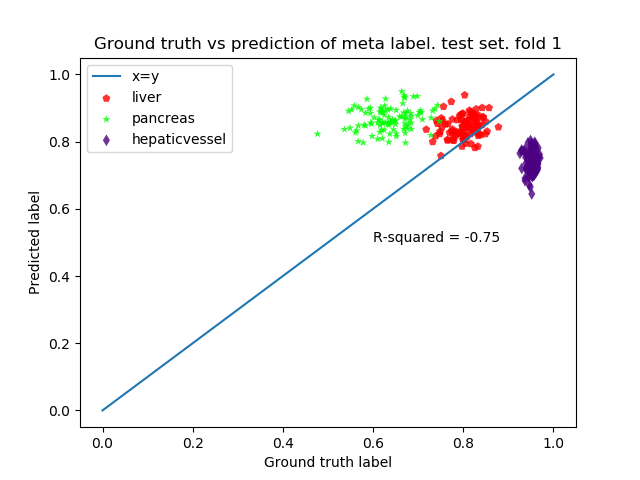 Ground truth vs prediction of meta label. test set. fold 1
x=y
liver
pancreas
hepaticvessel
1.0
0.8
0.6
0.4
0.2
0.0
Predicted label
R-squared = -0.75
0.0 0.2 0.4 0.6 0.8 1.0
Ground truth label